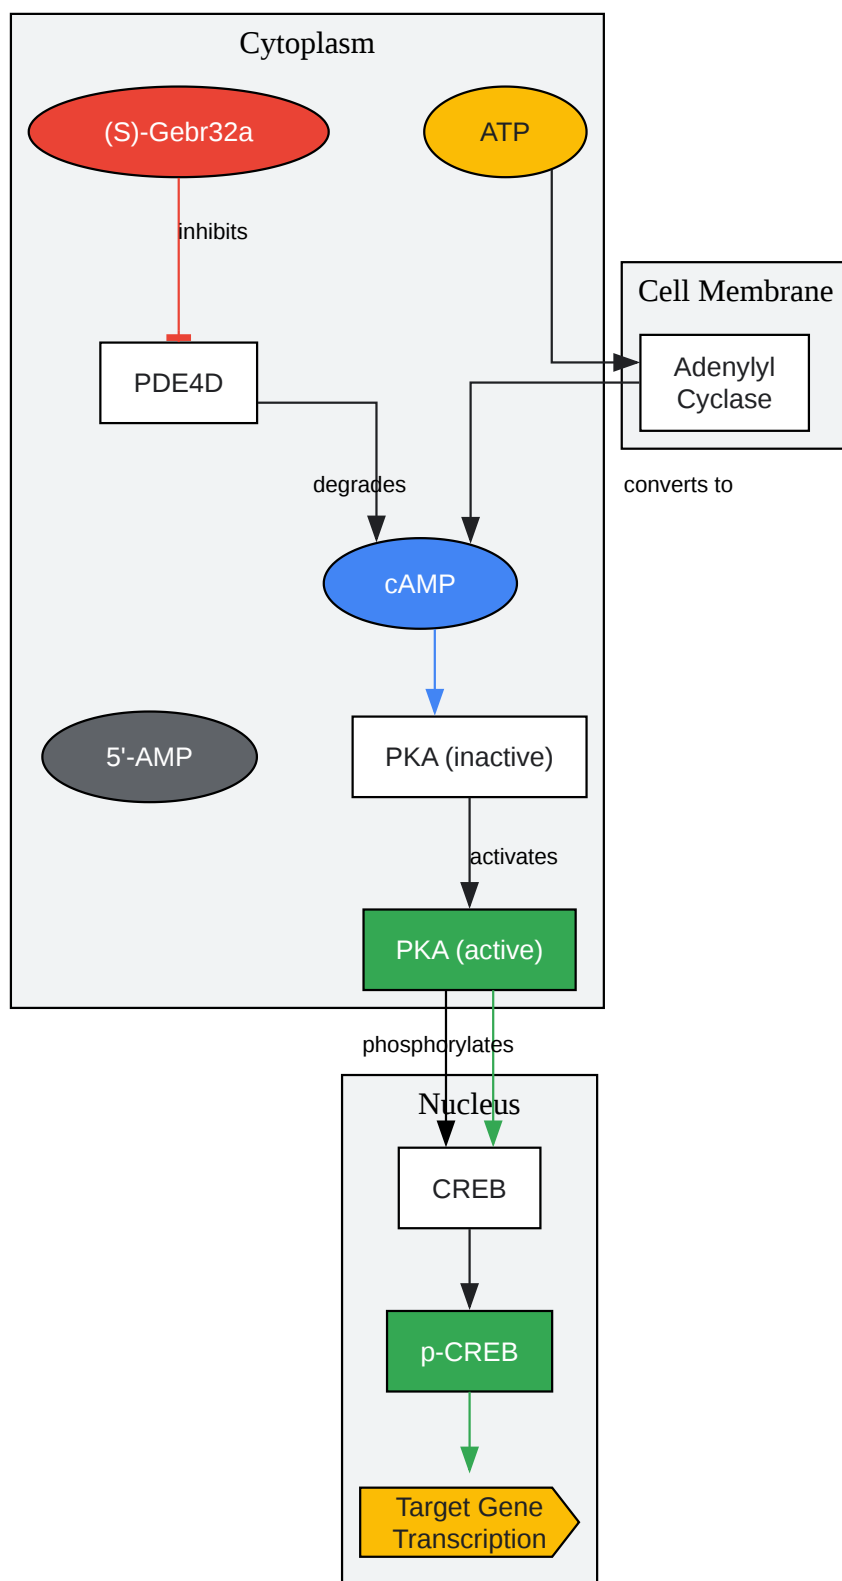 Cytoplasm
(S)-Gebr32a
ATP
inhibits
Cell Membrane
Adenylyl
Cyclase
PDE4D
degrades
converts to
cAMP
5'-AMP
PKA (inactive)
activates
PKA (active)
phosphorylates
Nucleus
CREB
p-CREB
Target Gene
Transcription